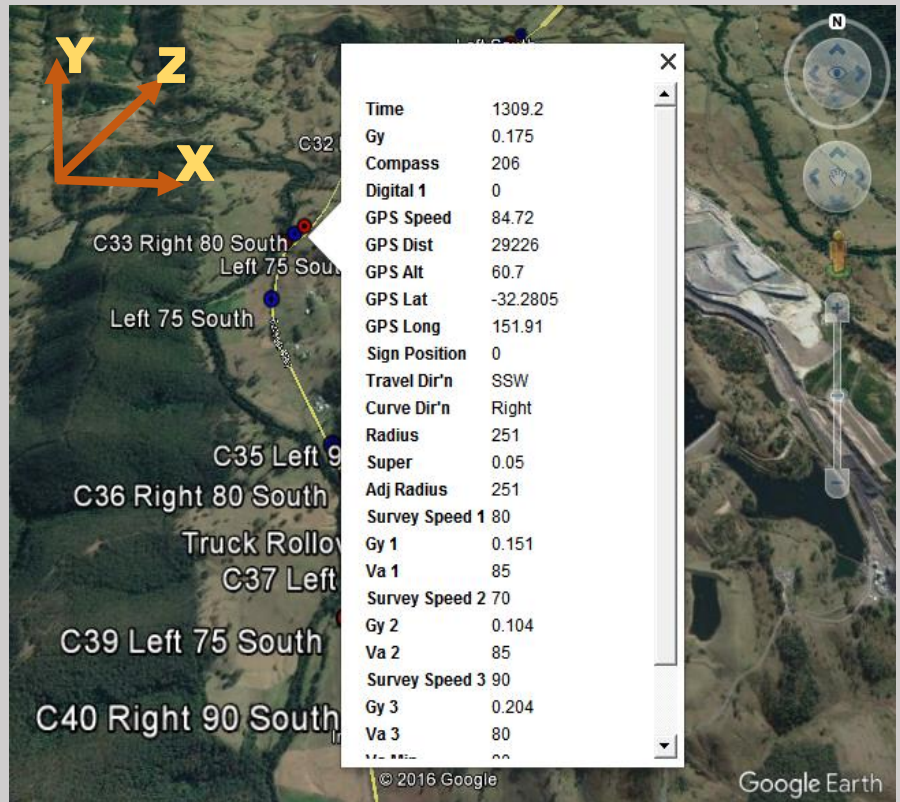 Y
Z
X
N
Left South
C32
C33 Right 80 South
Left 75 Sou
Left 75 South
C35 Left 9
C36 Right 80 South
Truck Rollov
C37 Left
C39 Left 75 South
C40 Right 90 South
Time 1309.2
Gy 0.175
Compass 206
Digital 1 0
GPS Speed 84.72
GPS Dist 29226
GPS Alt 60.7
GPS Lat -32.2805
GPS Long 151.91
Sign Position 0
Travel Dir'n SSW
Curve Dir'n Right
Radius 251
Super 0.05
Adj Radius 251
Survey Speed 1 80
Gy 1 0.151
Va 1 85
Survey Speed 2 70
Gy 2 0.104
Va 2 85
Survey Speed 3 90
Gy 3 0.204
Va 3 80
© 2016 Google
Google Earth